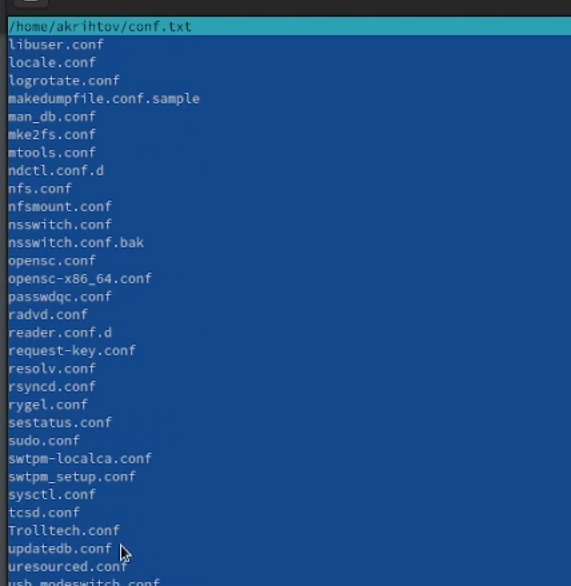 /home/akrihtov/conf.txt
libuser.conf
locale.conf
logrotate.conf
makedumpfile.conf.sample
man_db.conf
mke2fs.conf
mtools.conf
ndctl.conf.d
nfs.conf
nfsmount.conf
nsswitch.conf
nsswitch.conf.bak
opensc.conf
opensc-x86_64.conf
passwdqc.conf
radvd.conf
reader.conf.d
request-key.conf
resolv.conf
rsyncd.conf
rygel.conf
sestatus.conf
sudo.conf
swtpm-localca.conf
swtpm_setup.conf
sysctl.conf
tcsd.conf
Trolltech.conf
updatedb.conf
uresourced.conf
usb_modeswitch.conf